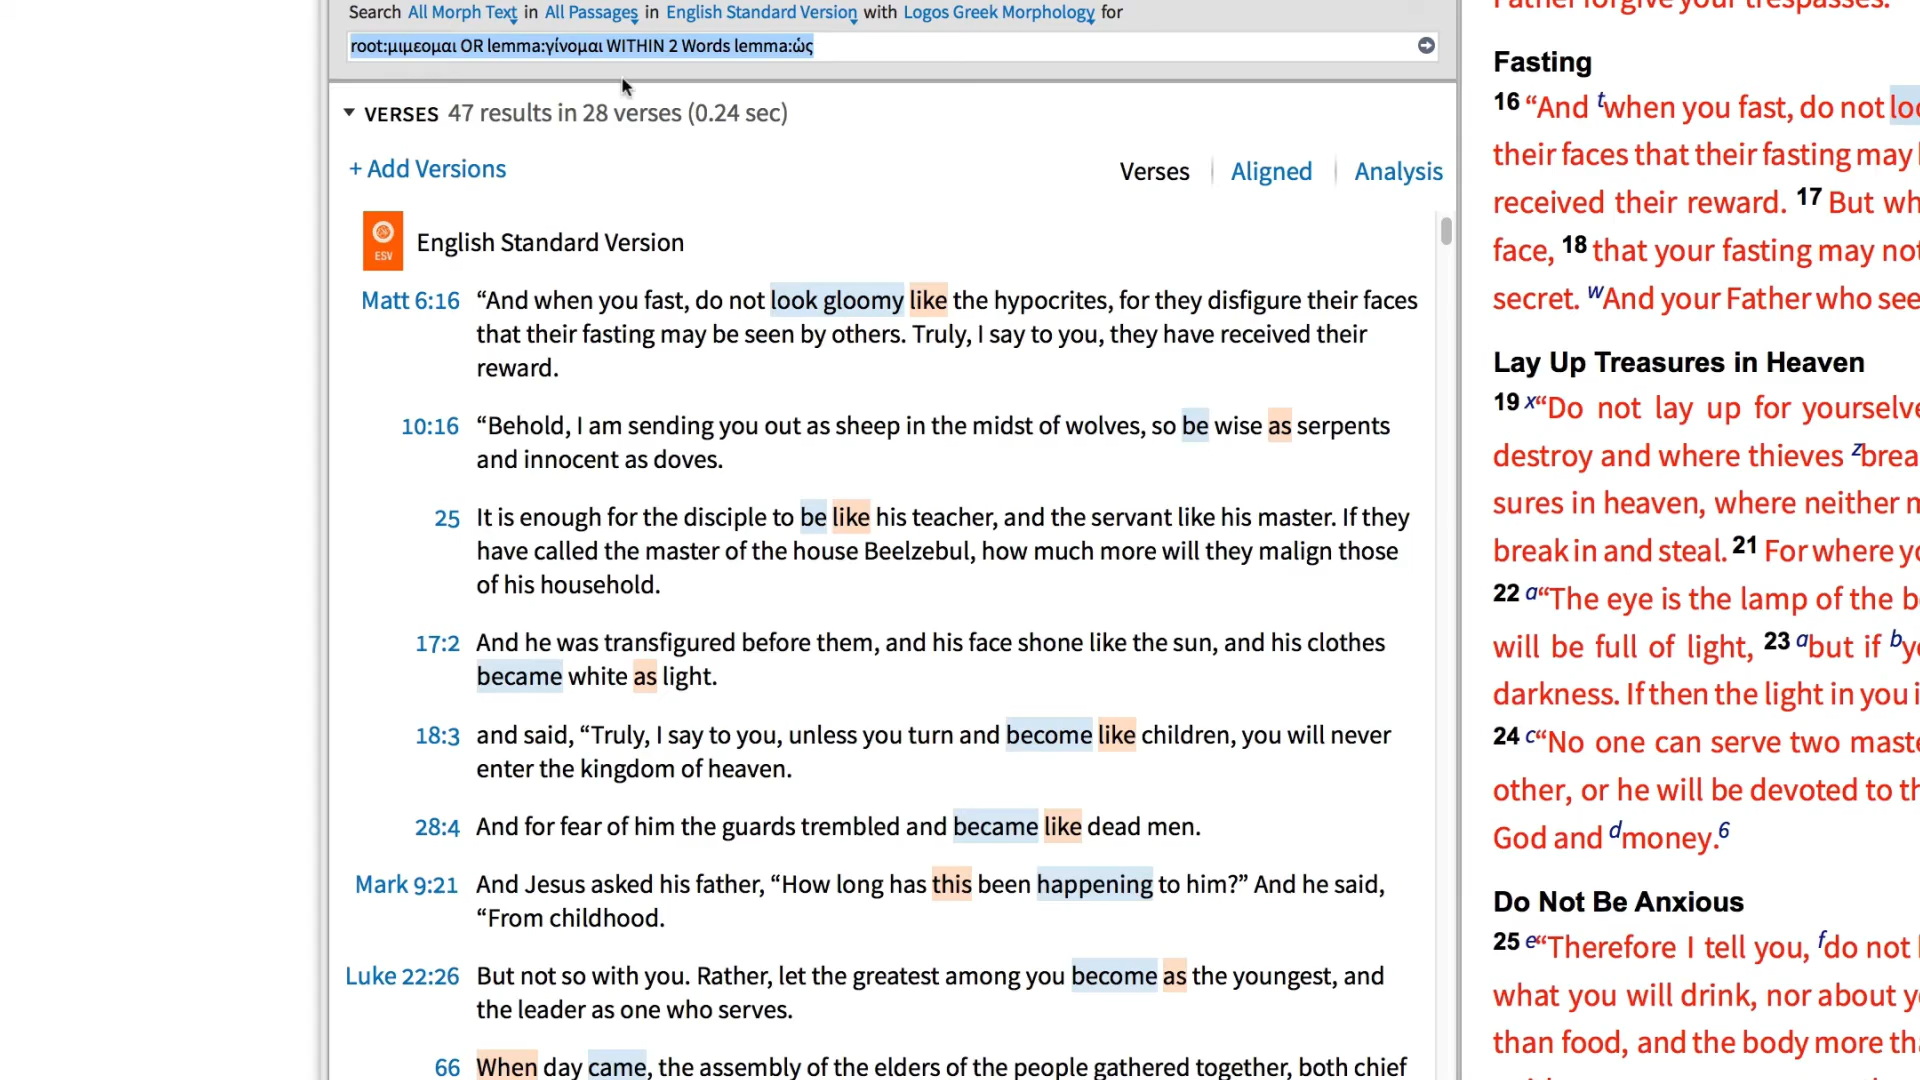 Search All Morph Text in All Passages in English Standard Version with Logos Greek Morphology for
root:μιμεομαι OR lemma:γίνομαι WITHIN 2 Words lemma:ὡς
VERSES 47 results in 28 verses (0.24 sec)
+ Add Versions
Verses Aligned Analysis
ESV
English Standard Version
Matt 6:16 “And when you fast, do not look gloomy like the hypocrites, for they disfigure their faces
that their fasting may be seen by others. Truly, I say to you, they have received their
reward.
10:16 “Behold, I am sending you out as sheep in the midst of wolves, so be wise as serpents
and innocent as doves.
25 It is enough for the disciple to be like his teacher, and the servant like his master. If they
have called the master of the house Beelzebul, how much more will they malign those
of his household.
17:2 And he was transfigured before them, and his face shone like the sun, and his clothes
became white as light.
18:3 and said, “Truly, I say to you, unless you turn and become like children, you will never
enter the kingdom of heaven.
28:4 And for fear of him the guards trembled and became like dead men.
Mark 9:21 And Jesus asked his father, “How long has this been happening to him?” And he said,
“From childhood.
Luke 22:26 But not so with you. Rather, let the greatest among you become as the youngest, and
the leader as one who serves.
66 When day came, the assembly of the elders of the people gathered together, both chief
Father forgive your trespasses.
Fasting
16 “And t when you fast, do not
their faces that their fasting may
received their reward. 17 But
face, 18 that your fasting may
secret. w And your Father who
Lay Up Treasures in Heaven
19 x “Do not lay up for
destroy and where thieves z
sures in heaven, where neither
break in and steal. 21 For where
22 a “The eye is the lamp of the
will be full of light, 23 a but if b
darkness. If then the light in you
24 c “No one can serve two
other, or he will be devoted to
God and d money. 6
Do Not Be Anxious
25 e “Therefore I tell you, f do not
what you will drink, nor about
than food, and the body more